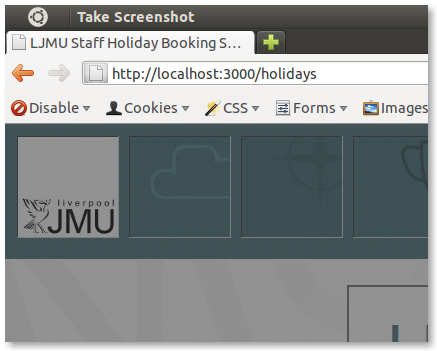 Take Screenshot
LJMU Staff Holiday Booking S...
http://localhost:3000/holidays
Disable Cookies CSS Forms Images
liverpool
JMU